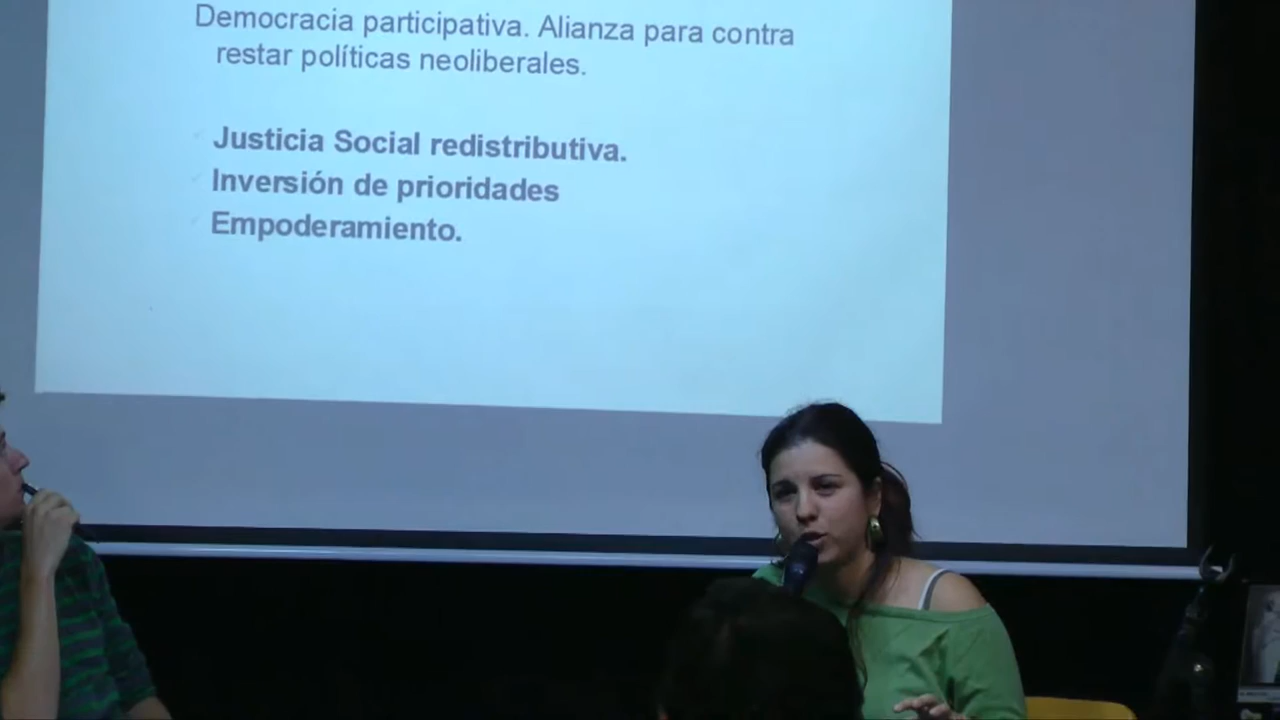 Democracia participativa. Alianza para contra
restar políticas neoliberales.
Justicia Social redistributiva.
Inversión de prioridades
Empoderamiento.